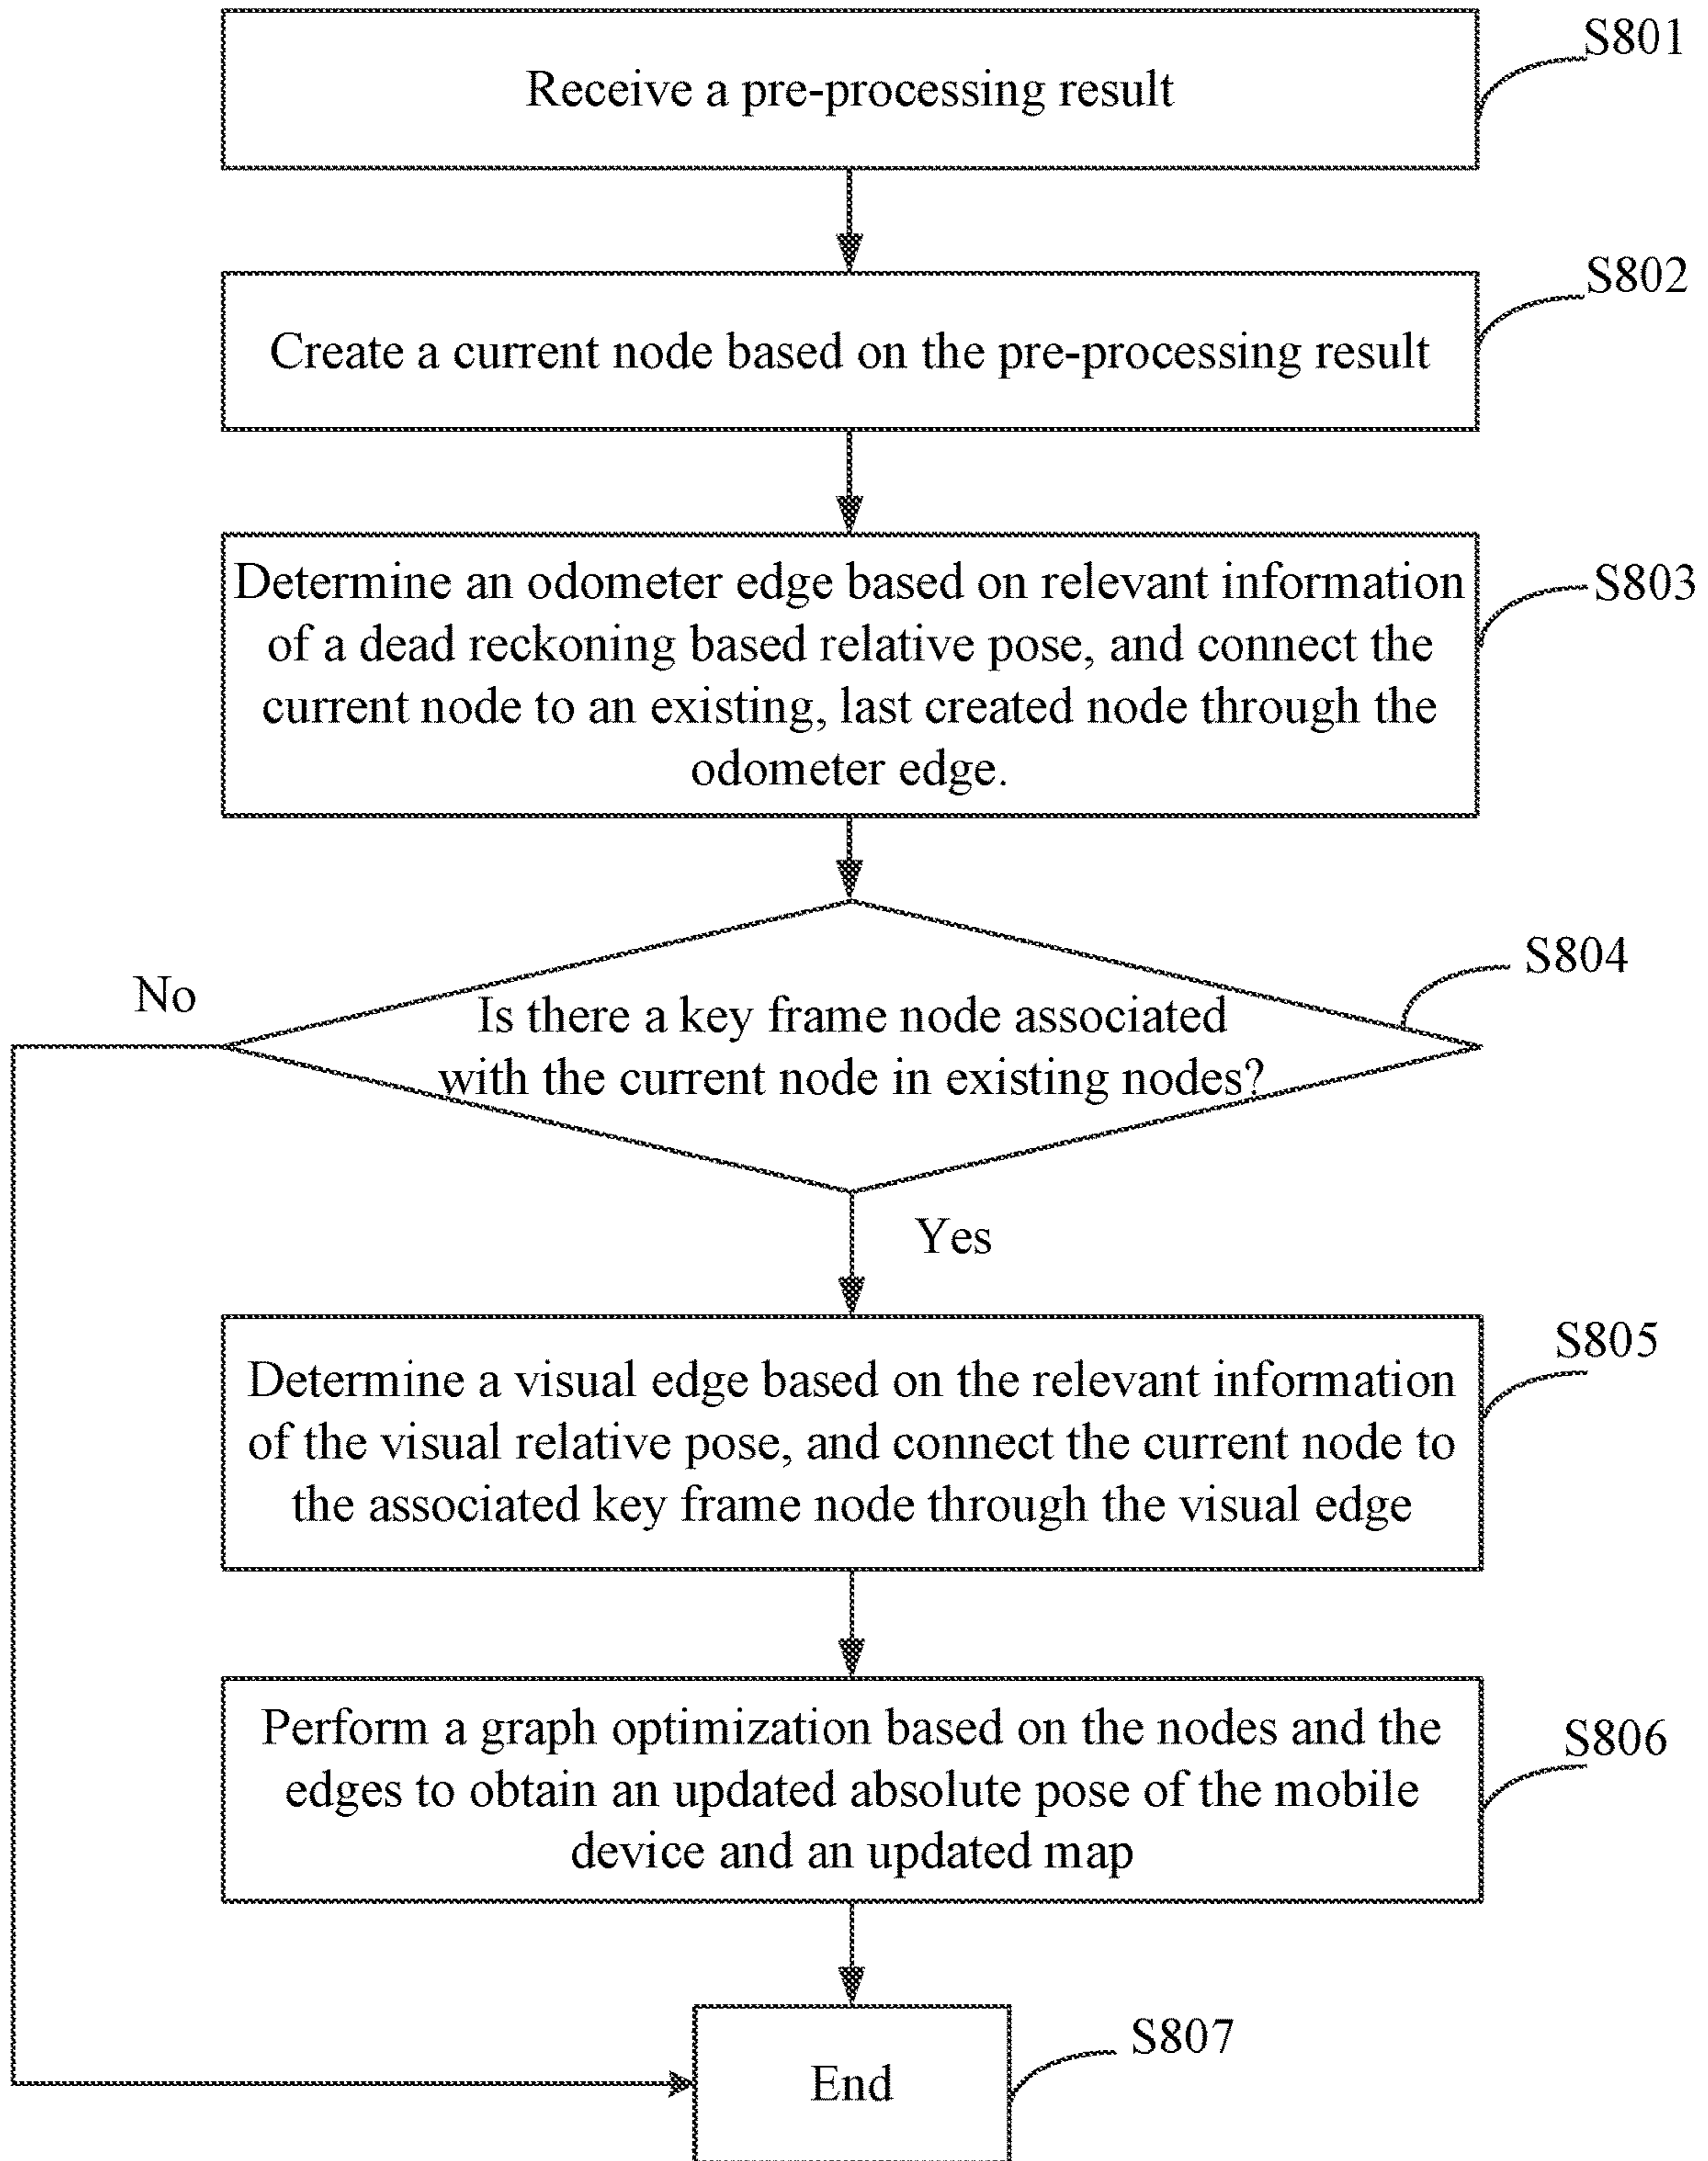 Receive a pre-processing result
S801
Create a current node based on the pre-processing result
S802
Determine an odometer edge based on relevant information
of a dead reckoning based relative pose, and connect the
current node to an existing, last created node through the
odometer edge.
S803
Is there a key frame node associated
with the current node in existing nodes?
S804
No
Yes
Determine a visual edge based on the relevant information
of the visual relative pose, and connect the current node to
the associated key frame node through the visual edge
S805
Perform a graph optimization based on the nodes and the
edges to obtain an updated absolute pose of the mobile
device and an updated map
S806
End
S807